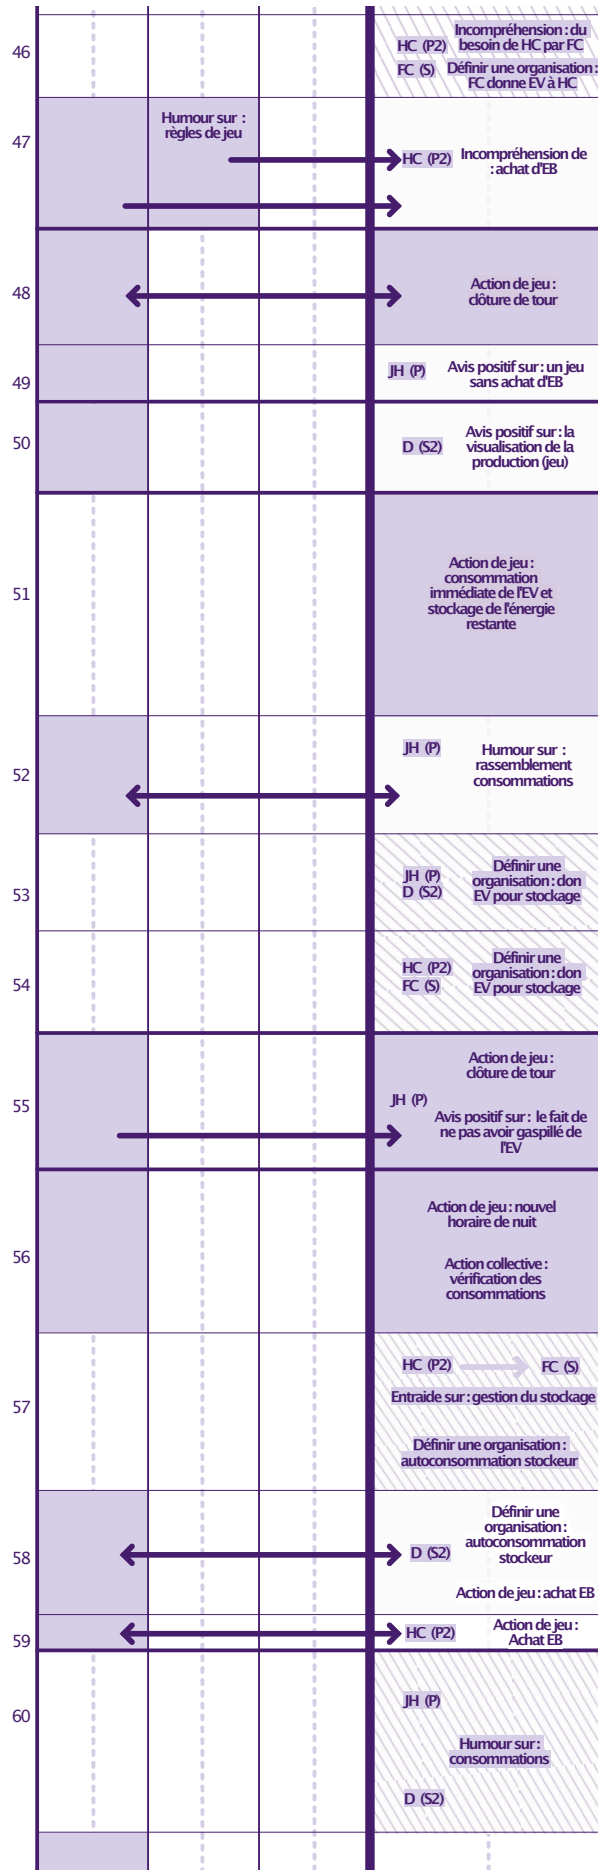 46
HC (P2)
Incompréhension : du
besoin de HC par FC
FC (S)
Définir une organisation :
FC donne EV à HC
47
Humour sur :
règles de jeu
HC (P2)
Incompréhension de
: achat d'EB
48
Action de jeu :
clôture de tour
49
JH (P)
Avis positif sur : un jeu
sans achat d'EB
50
D (S2)
Avis positif sur : la
visualisation de la
production (jeu)
51
Action de jeu :
consommation
immédiate de l'EV et
stockage de l'énergie
restante
52
JH (P)
Humour sur :
rassemblement
consommations
53
JH (P)
D (S2)
Définir une
organisation : don
EV pour stockage
54
HC (P2)
FC (S)
Définir une
organisation : don
EV pour stockage
55
Action de jeu :
clôture de tour
JH (P)
Avis positif sur : le fait de
ne pas avoir gaspillé de
l'EV
56
Action de jeu : nouvel
horaire de nuit
Action collective :
vérification des
consommations
57
HC (P2)
FC (S)
Entraide sur : gestion du stockage
Définir une organisation :
autoconsommation stockeur
58
D (S2)
Définir une
organisation :
autoconsommation
stockeur
Action de jeu : achat EB
59
HC (P2)
Action de jeu :
Achat EB
60
JH (P)
Humour sur :
consommations
D (S2)